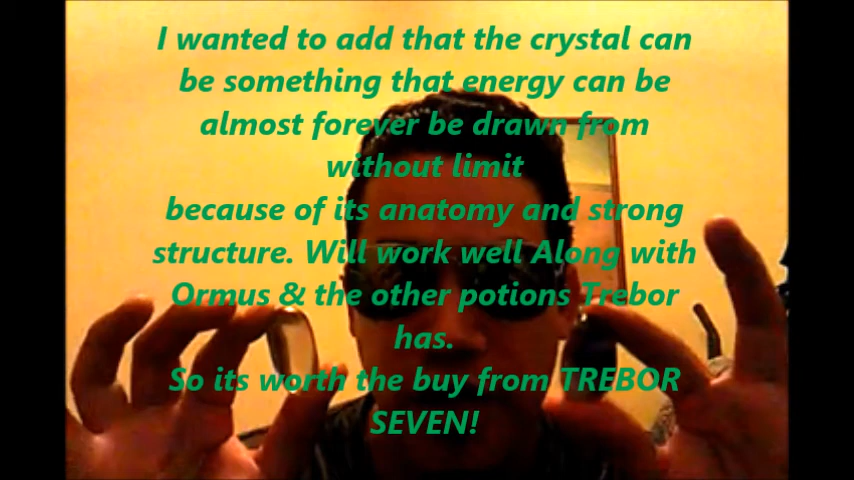 I wanted to add that the crystal can
be something that energy can be
almost forever be drawn from
without limit
because of its anatomy and strong
structure. Will work well Along with
Ormus & the other potions Trebor
has.
So its worth the buy from TREBOR
SEVEN!